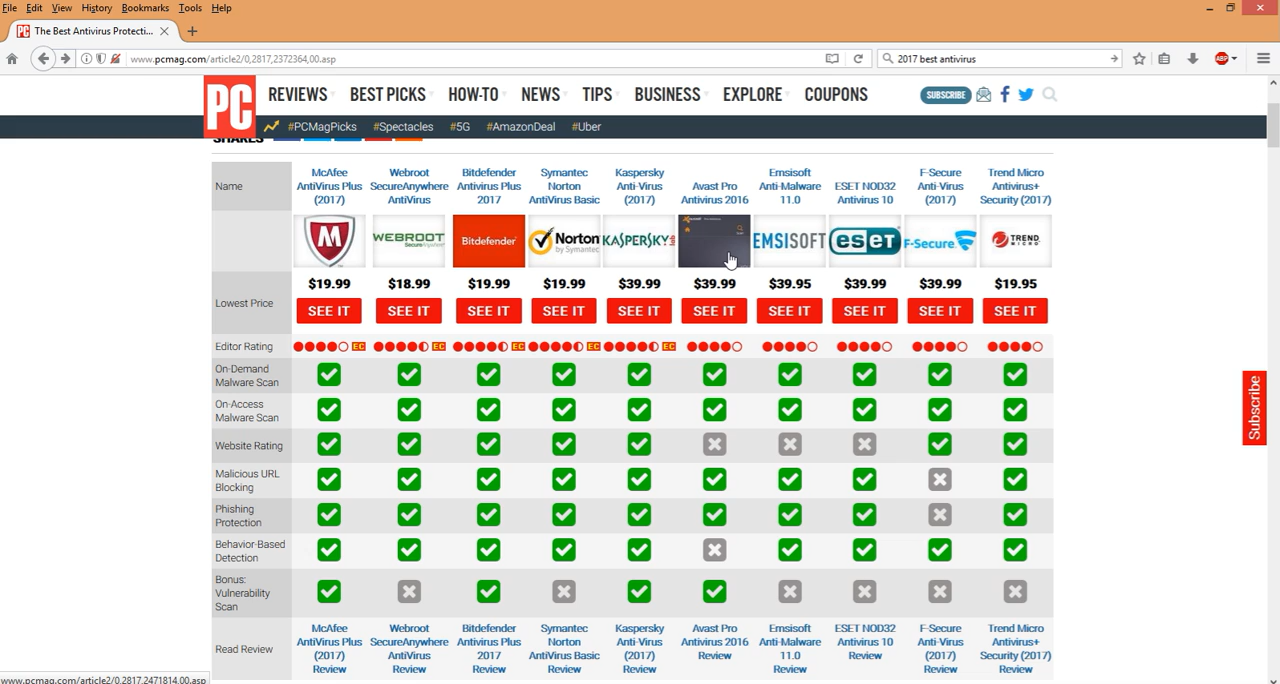 File Edit View History Bookmarks Tools Help
PC The Best Antivirus Protecti...
www.pcmag.com/article2/0,2817,2372364,00.asp
2017 best antivirus
ABP
PC
REVIEWS BEST PICKS HOW-TO NEWS TIPS BUSINESS EXPLORE COUPONS
SUBSCRIBE
#PCMagPicks #Spectacles #5G #AmazonDeal #Uber
SHARES
Name
McAfee AntiVirus Plus (2017)
Webroot SecureAnywhere AntiVirus
Bitdefender Antivirus Plus 2017
Symantec Norton AntiVirus Basic
Kaspersky Anti-Virus (2017)
Avast Pro Antivirus 2016
Emsisoft Anti-Malware 11.0
ESET NOD32 Antivirus 10
F-Secure Anti-Virus (2017)
Trend Micro Antivirus+ Security (2017)
M
WEBROOT SecureAnywhere
Bitdefender
Norton by Symantec
KASPERSKY lab
EMSISOFT
eseT
F-Secure
TREND MICRO
Lowest Price
$19.99 $18.99 $19.99 $19.99 $39.99 $39.99 $39.95 $39.99 $39.99 $19.95
SEE IT SEE IT SEE IT SEE IT SEE IT SEE IT SEE IT SEE IT SEE IT SEE IT
Editor Rating
EC EC EC EC EC
On-Demand
Malware Scan
On-Access
Malware Scan
Website Rating
Malicious URL
Blocking
Phishing
Protection
Behavior-Based
Detection
Bonus:
Vulnerability
Scan
Read Review
McAfee AntiVirus Plus (2017) Review
Webroot SecureAnywhere AntiVirus Review
Bitdefender Antivirus Plus 2017 Review
Symantec Norton AntiVirus Basic Review
Kaspersky Anti-Virus (2017) Review
Avast Pro Antivirus 2016 Review
Emsisoft Anti-Malware 11.0 Review
ESET NOD32 Antivirus 10 Review
F-Secure Anti-Virus (2017) Review
Trend Micro Antivirus+ Security (2017) Review
Subscribe
www.pcmag.com/article2/0,2817,2471814,00.asp